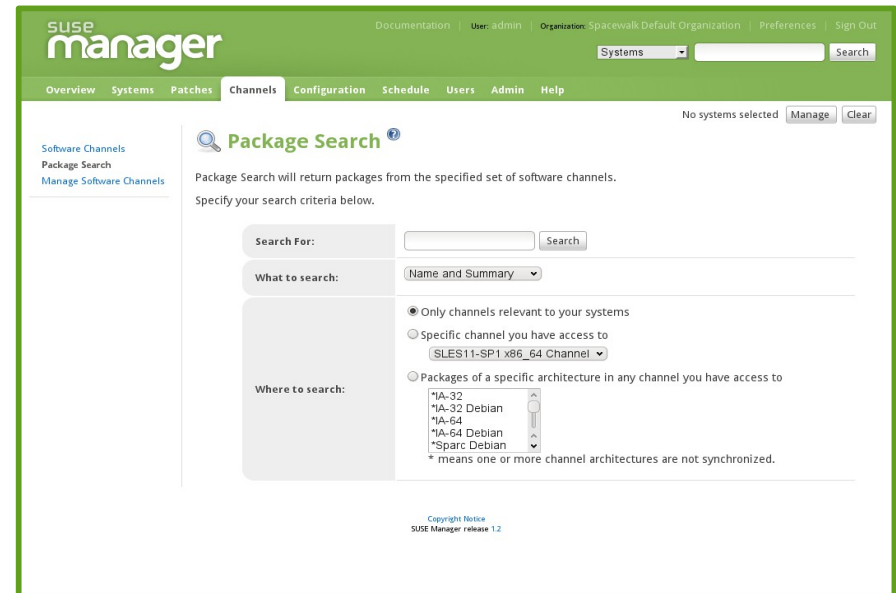 suse
manager
Documentation | User: admin | Organization: Spacewalk Default Organization | Preferences | Sign Out
Systems Search
Overview Systems Patches Channels Configuration Schedule Users Admin Help
No systems selected Manage Clear
Software Channels
Package Search
Manage Software Channels
Package Search ?
Package Search will return packages from the specified set of software channels.
Specify your search criteria below.
Search For: Search
What to search: Name and Summary
Where to search:
Only channels relevant to your systems
Specific channel you have access to
SLES11-SP1 x86_64 Channel
Packages of a specific architecture in any channel you have access to
*IA-32
*IA-32 Debian
*IA-64
*IA-64 Debian
*Sparc Debian
* means one or more channel architectures are not synchronized.
Copyright Notice
SUSE Manager release 1.2